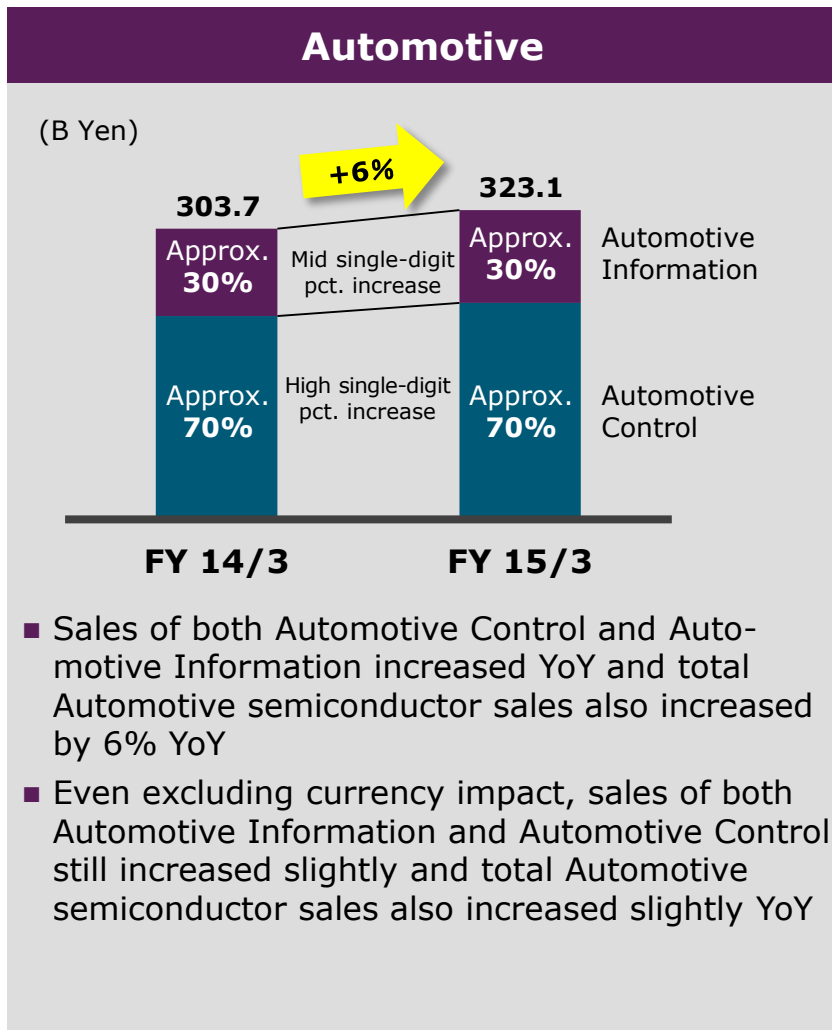 Automotive
(B Yen)
+6%
303.7
323.1
Approx.
30%
Mid single-digit
pct. increase
Approx.
30%
Automotive
Information
Approx.
70%
High single-digit
pct. increase
Approx.
70%
Automotive
Control
FY 14/3
FY 15/3
■ Sales of both Automotive Control and Auto-
motive Information increased YoY and total
Automotive semiconductor sales also increased
by 6% YoY
■ Even excluding currency impact, sales of both
Automotive Information and Automotive Control
still increased slightly and total Automotive
semiconductor sales also increased slightly YoY